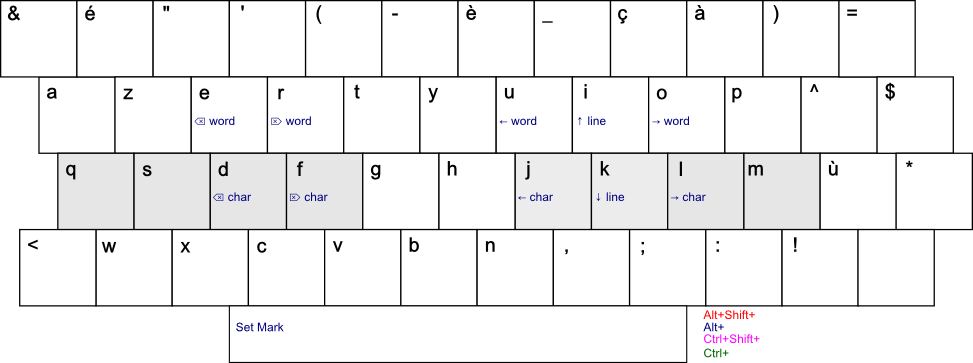 & é " ' ( - è _ ç à ) =
a z e r t y u i o p ^ $
⌫ word ⌦ word ← word ↑ line → word
q s d f g h j k l m ù *
⌫ char ⌦ char ← char ↓ line → char
< w x c v b n , ; : !
Set Mark
Alt+Shift+
Alt+
Ctrl+Shift+
Ctrl+